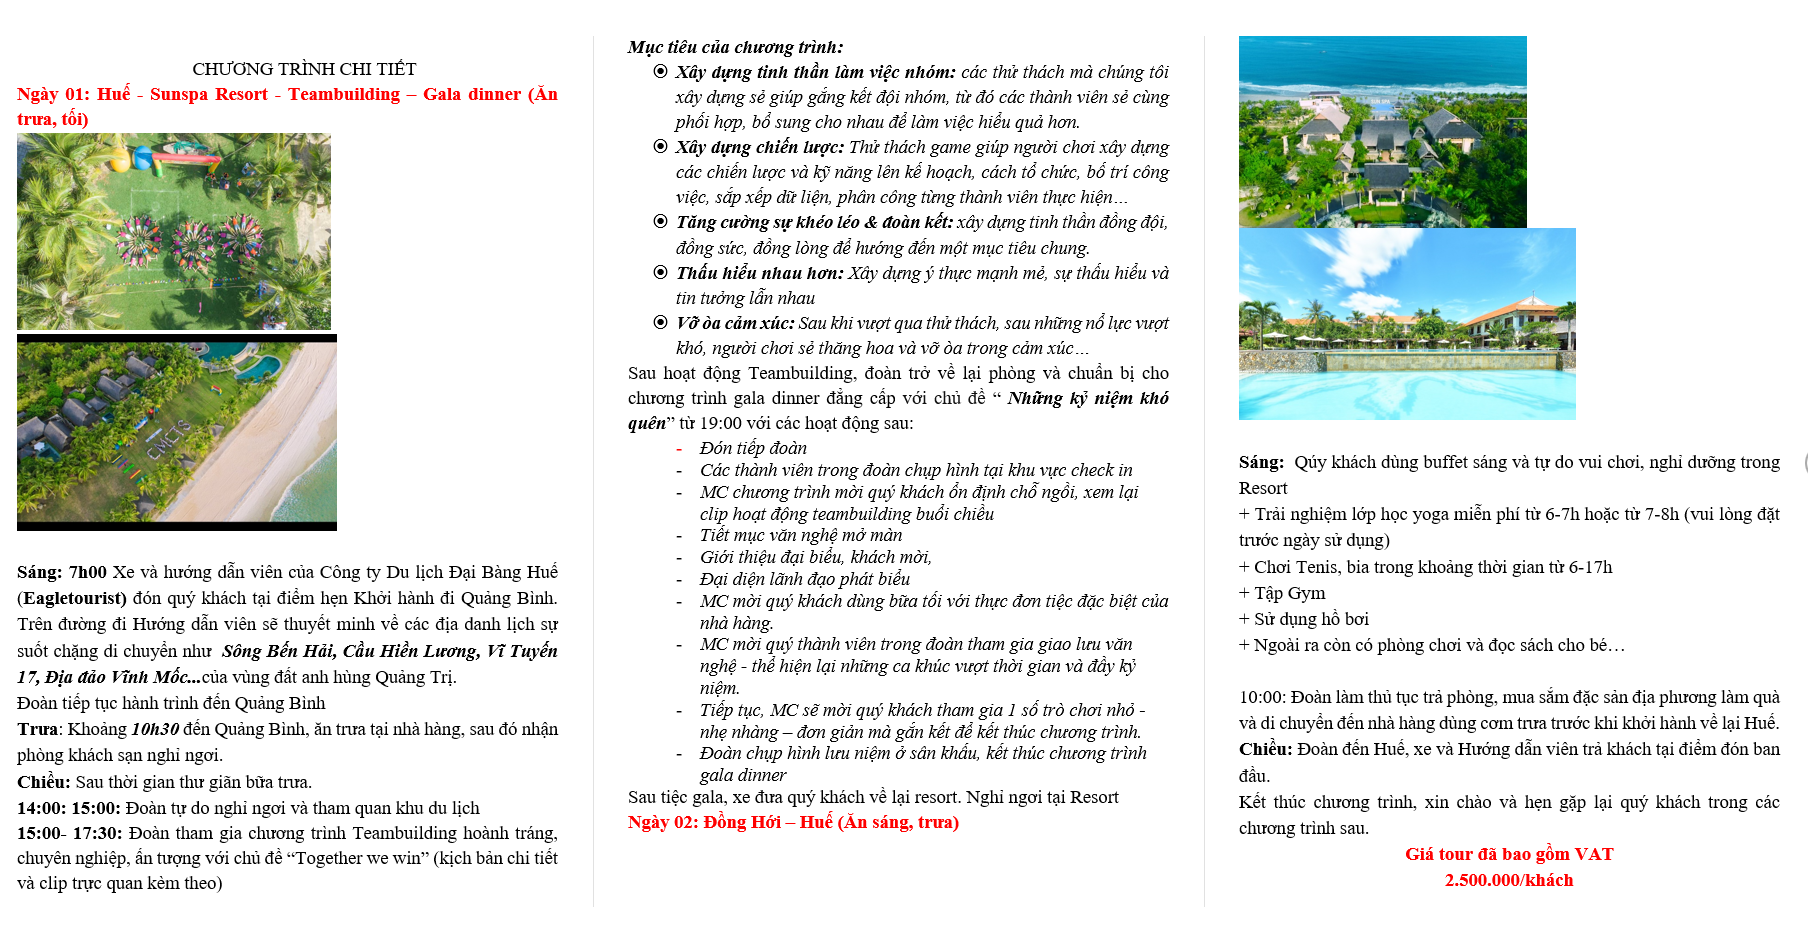 CHƯƠNG TRÌNH CHI TIẾT
Ngày 01: Huế - Sunspa Resort - Teambuilding – Gala dinner (Ăn
trưa, tối)
CMCTS
Sáng: 7h00 Xe và hướng dẫn viên của Công ty Du lịch Đại Bàng Huế
(Eagletourist) đón quý khách tại điểm hẹn Khởi hành đi Quảng Bình.
Trên đường đi Hướng dẫn viên sẽ thuyết minh về các địa danh lịch sự
suốt chặng di chuyển như Sông Bến Hải, Cầu Hiền Lương, Vĩ Tuyến
17, Địa đảo Vĩnh Mốc...của vùng đất anh hùng Quảng Trị.
Đoàn tiếp tục hành trình đến Quảng Bình
Trưa: Khoảng 10h30 đến Quảng Bình, ăn trưa tại nhà hàng, sau đó nhận
phòng khách sạn nghỉ ngơi.
Chiều: Sau thời gian thư giãn bữa trưa.
14:00: 15:00: Đoàn tự do nghỉ ngơi và tham quan khu du lịch
15:00- 17:30: Đoàn tham gia chương trình Teambuilding hoành tráng,
chuyên nghiệp, ấn tượng với chủ đề “Together we win” (kịch bản chi tiết
và clip trực quan kèm theo)
Mục tiêu của chương trình:
Xây dựng tinh thần làm việc nhóm: các thử thách mà chúng tôi
xây dựng sẻ giúp gắng kết đội nhóm, từ đó các thành viên sẻ cùng
phối hợp, bổ sung cho nhau để làm việc hiếu quả hơn.
Xây dựng chiến lược: Thử thách game giúp người chơi xây dựng
các chiến lược và kỹ năng lên kế hoạch, cách tổ chức, bố trí công
việc, sắp xếp dữ liện, phân công từng thành viên thực hiện…
Tăng cường sự khéo léo & đoàn kết: xây dựng tinh thần đồng đội,
đồng sức, đồng lòng để hướng đến một mục tiêu chung.
Thấu hiểu nhau hơn: Xây dựng ý thực mạnh mẻ, sự thấu hiểu và
tin tưởng lẫn nhau
Vỡ òa cảm xúc: Sau khi vượt qua thử thách, sau những nổ lực vượt
khó, người chơi sẻ thăng hoa và vỡ òa trong cảm xúc…
Sau hoạt động Teambuilding, đoàn trở về lại phòng và chuẩn bị cho
chương trình gala dinner đẳng cấp với chủ đề “ Những kỷ niệm khó
quên” từ 19:00 với các hoạt động sau:
- Đón tiếp đoàn
- Các thành viên trong đoàn chụp hình tại khu vực check in
- MC chương trình mời quý khách ổn định chỗ ngồi, xem lại
clip hoạt động teambuilding buổi chiều
- Tiết mục văn nghệ mở màn
- Giới thiệu đại biểu, khách mời,
- Đại diện lãnh đạo phát biểu
- MC mời quý khách dùng bữa tối với thực đơn tiệc đặc biệt của
nhà hàng.
- MC mời quý thành viên trong đoàn tham gia giao lưu văn
nghệ - thể hiện lại những ca khúc vượt thời gian và đầy kỷ
niệm.
- Tiếp tục, MC sẽ mời quý khách tham gia 1 số trò chơi nhỏ -
nhẹ nhàng – đơn giản mà gắn kết để kết thúc chương trình.
- Đoàn chụp hình lưu niệm ở sân khấu, kết thúc chương trình
gala dinner
Sau tiệc gala, xe đưa quý khách về lại resort. Nghỉ ngơi tại Resort
Ngày 02: Đồng Hới – Huế (Ăn sáng, trưa)
Sáng: Qúy khách dùng buffet sáng và tự do vui chơi, nghỉ dưỡng trong
Resort
+ Trải nghiệm lớp học yoga miễn phí từ 6-7h hoặc từ 7-8h (vui lòng đặt
trước ngày sử dụng)
+ Chơi Tenis, bia trong khoảng thời gian từ 6-17h
+ Tập Gym
+ Sử dụng hồ bơi
+ Ngoài ra còn có phòng chơi và đọc sách cho bé…
10:00: Đoàn làm thủ tục trả phòng, mua sắm đặc sản địa phương làm quà
và di chuyển đến nhà hàng dùng cơm trưa trước khi khởi hành về lại Huế.
Chiều: Đoàn đến Huế, xe và Hướng dẫn viên trả khách tại điểm đón ban
đầu.
Kết thúc chương trình, xin chào và hẹn gặp lại quý khách trong các
chương trình sau.
Giá tour đã bao gồm VAT
2.500.000/khách